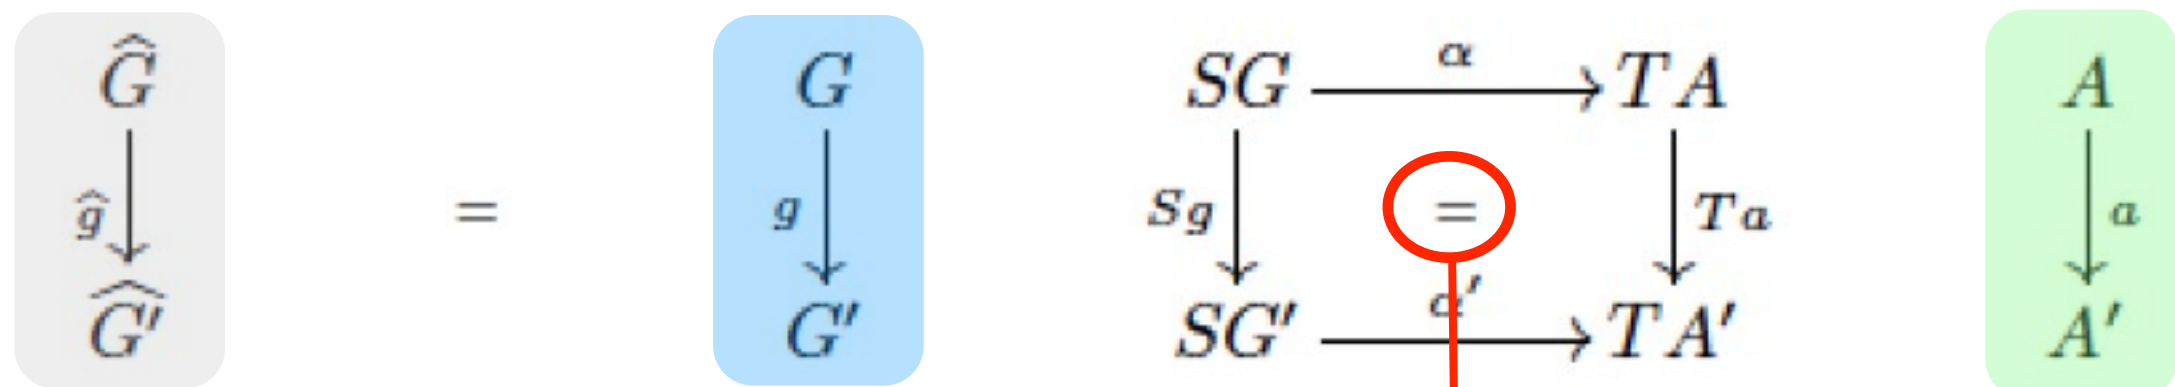 Ĝ G SG α TA A
ĝ = g Sg = Ta a
Ĝ′ G′ SG′ α′ TA′ A′